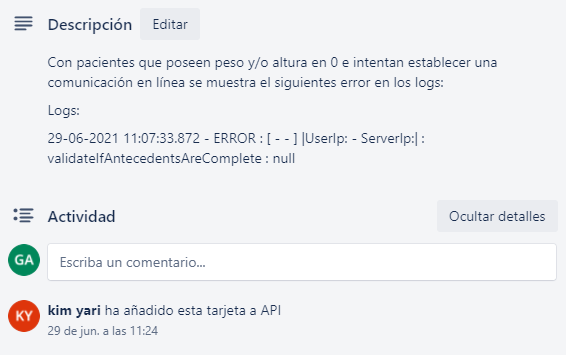 Descripción Editar
Con pacientes que poseen peso y/o altura en 0 e intentan establecer una
comunicación en línea se muestra el siguientes error en los logs:
Logs:
29-06-2021 11:07:33.872 - ERROR : [ - - ] |UserIp: - ServerIp:| :
validateIfAntecedentsAreComplete : null
Actividad Ocultar detalles
GA Escriba un comentario...
KY kim yari ha añadido esta tarjeta a API
29 de jun. a las 11:24